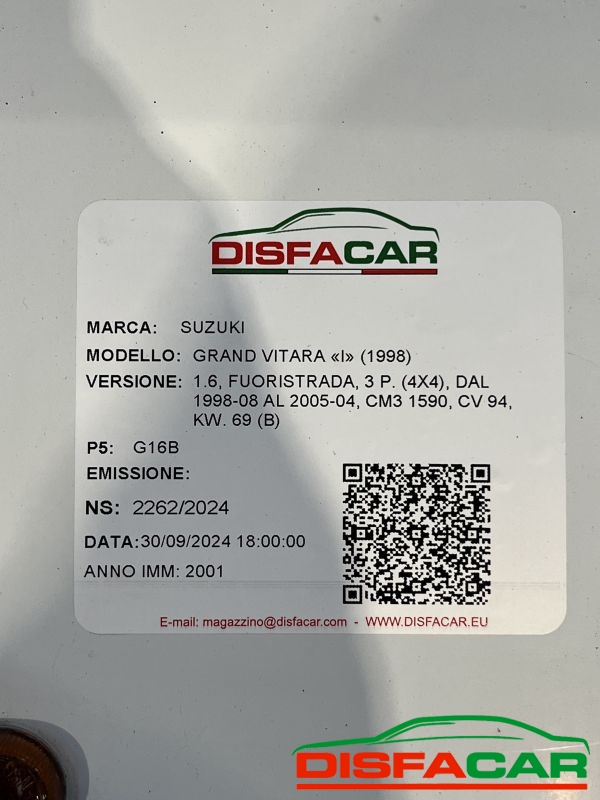 DISFACAR
MARCA: SUZUKI
MODELLO: GRAND VITARA «I» (1998)
VERSIONE: 1.6, FUORISTRADA, 3 P. (4X4), DAL
1998-08 AL 2005-04, CM3 1590, CV 94,
KW. 69 (B)
P5: G16B
EMISSIONE:
NS: 2262/2024
DATA:30/09/2024 18:00:00
ANNO IMM: 2001
E-mail: magazzino@disfacar.com - WWW.DISFACAR.EU
DISFACAR